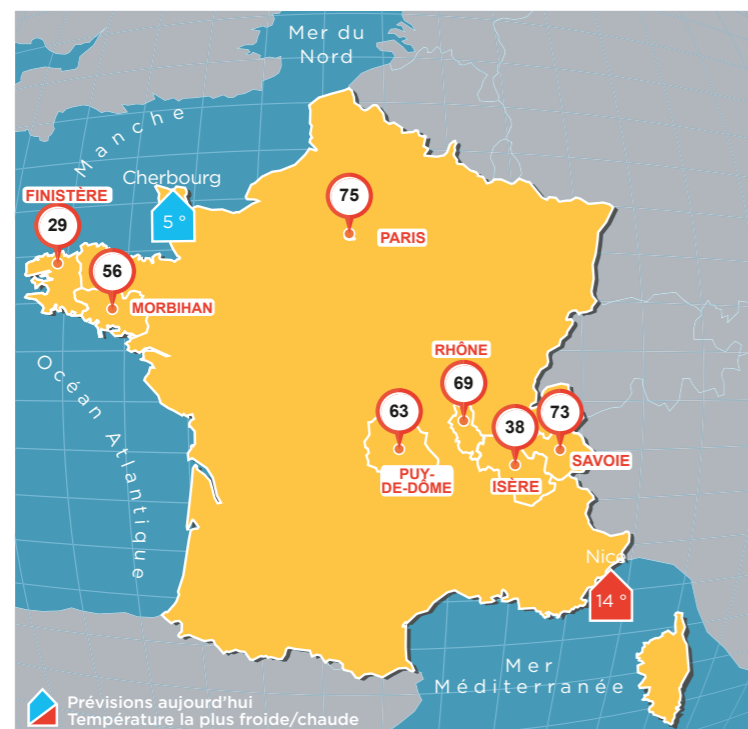 Mer du
Nord
Manche
Cherbourg
5 °
FINISTÈRE
29
75
PARIS
56
MORBIHAN
Océan Atlantique
RHÔNE
69
63
PUY-
DE-DÔME
38
ISÈRE
73
SAVOIE
Nice
14 °
Mer
Méditerranée
Prévisions aujourd'hui
Température la plus froide/chaude